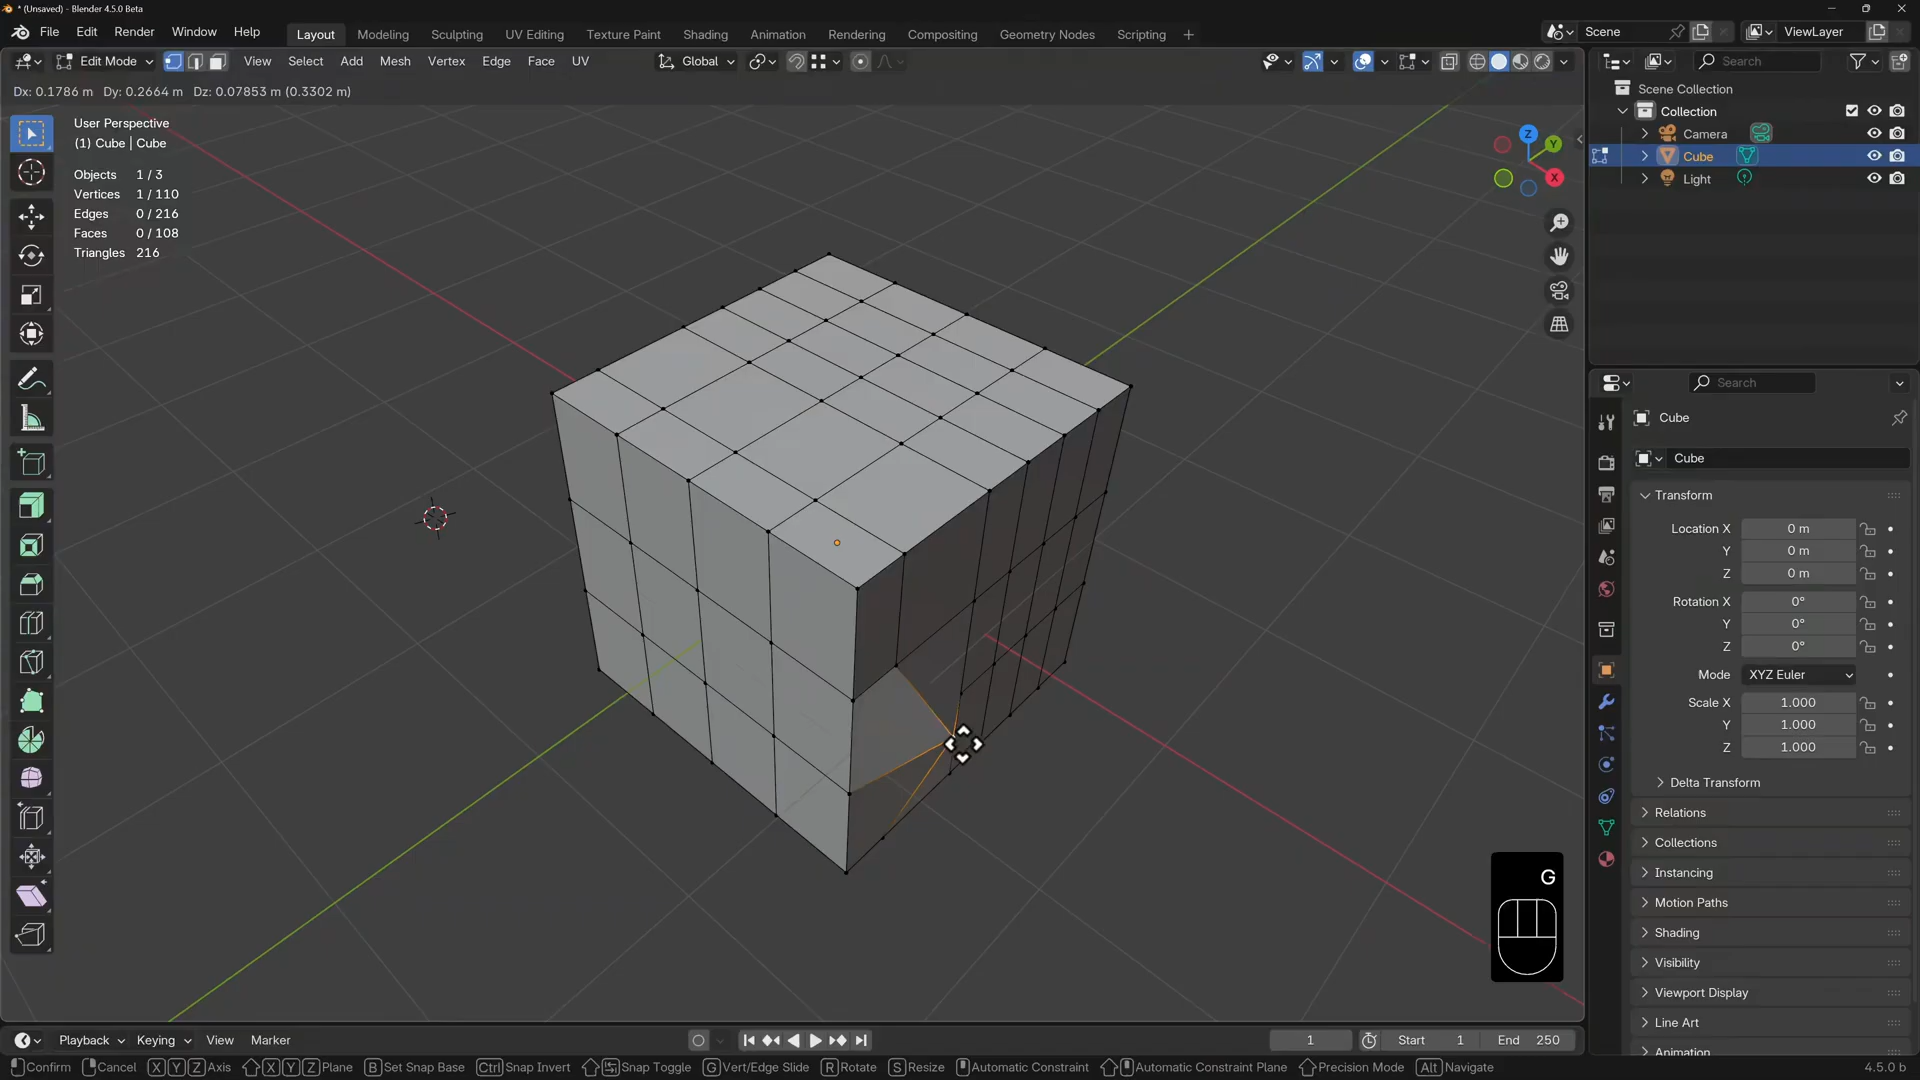 * (Unsaved) - Blender 4.5.0 Beta
File Edit Render Window Help
Layout Modeling Sculpting UV Editing Texture Paint Shading Animation Rendering Compositing Geometry Nodes Scripting +
Scene
ViewLayer
Edit Mode View Select Add Mesh Vertex Edge Face UV
Global
Search
Dx: 0.1786 m Dy: 0.2664 m Dz: 0.07853 m (0.3302 m)
User Perspective
(1) Cube | Cube
Objects 1 / 3
Vertices 1 / 110
Edges 0 / 216
Faces 0 / 108
Triangles 216
Z
Y
X
G
Scene Collection
Collection
Camera
Cube
Light
Search
Cube
Cube
Transform
Location X 0 m
Y 0 m
Z 0 m
Rotation X 0°
Y 0°
Z 0°
Mode XYZ Euler
Scale X 1.000
Y 1.000
Z 1.000
Delta Transform
Relations
Collections
Instancing
Motion Paths
Shading
Visibility
Viewport Display
Line Art
Animation
Playback Keying View Marker
1 Start 1 End 250
Confirm Cancel X Y Z Axis X Y Z Plane B Set Snap Base Ctrl Snap Invert Snap Toggle G Vert/Edge Slide R Rotate S Resize Automatic Constraint Automatic Constraint Plane Precision Mode Alt Navigate 4.5.0 b